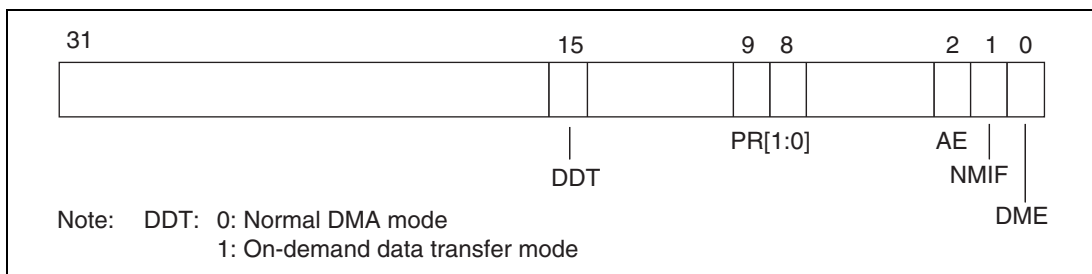 31 15 9 8 2 1 0
PR[1:0] AE
DDT NMIF
DME
Note: DDT: 0: Normal DMA mode
1: On-demand data transfer mode